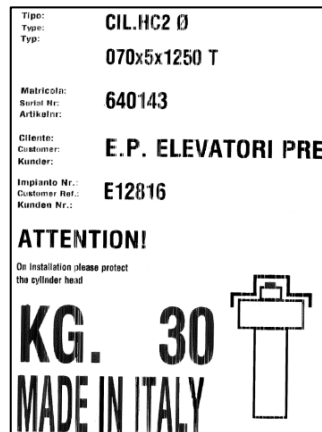 Tipo:
Type:
Typ:
CIL.HC2 Ø
070x5x1250 T
Matricola:
Serial Nr:
Artikelnr:
640143
Cliente:
Customer:
Kunder:
E.P. ELEVATORI PRE
Impianto Nr.:
Customer Ref.:
Kunden Nr.:
E12816
ATTENTION!
On installation please protect
the cylinder head
KG. 30
MADE IN ITALY